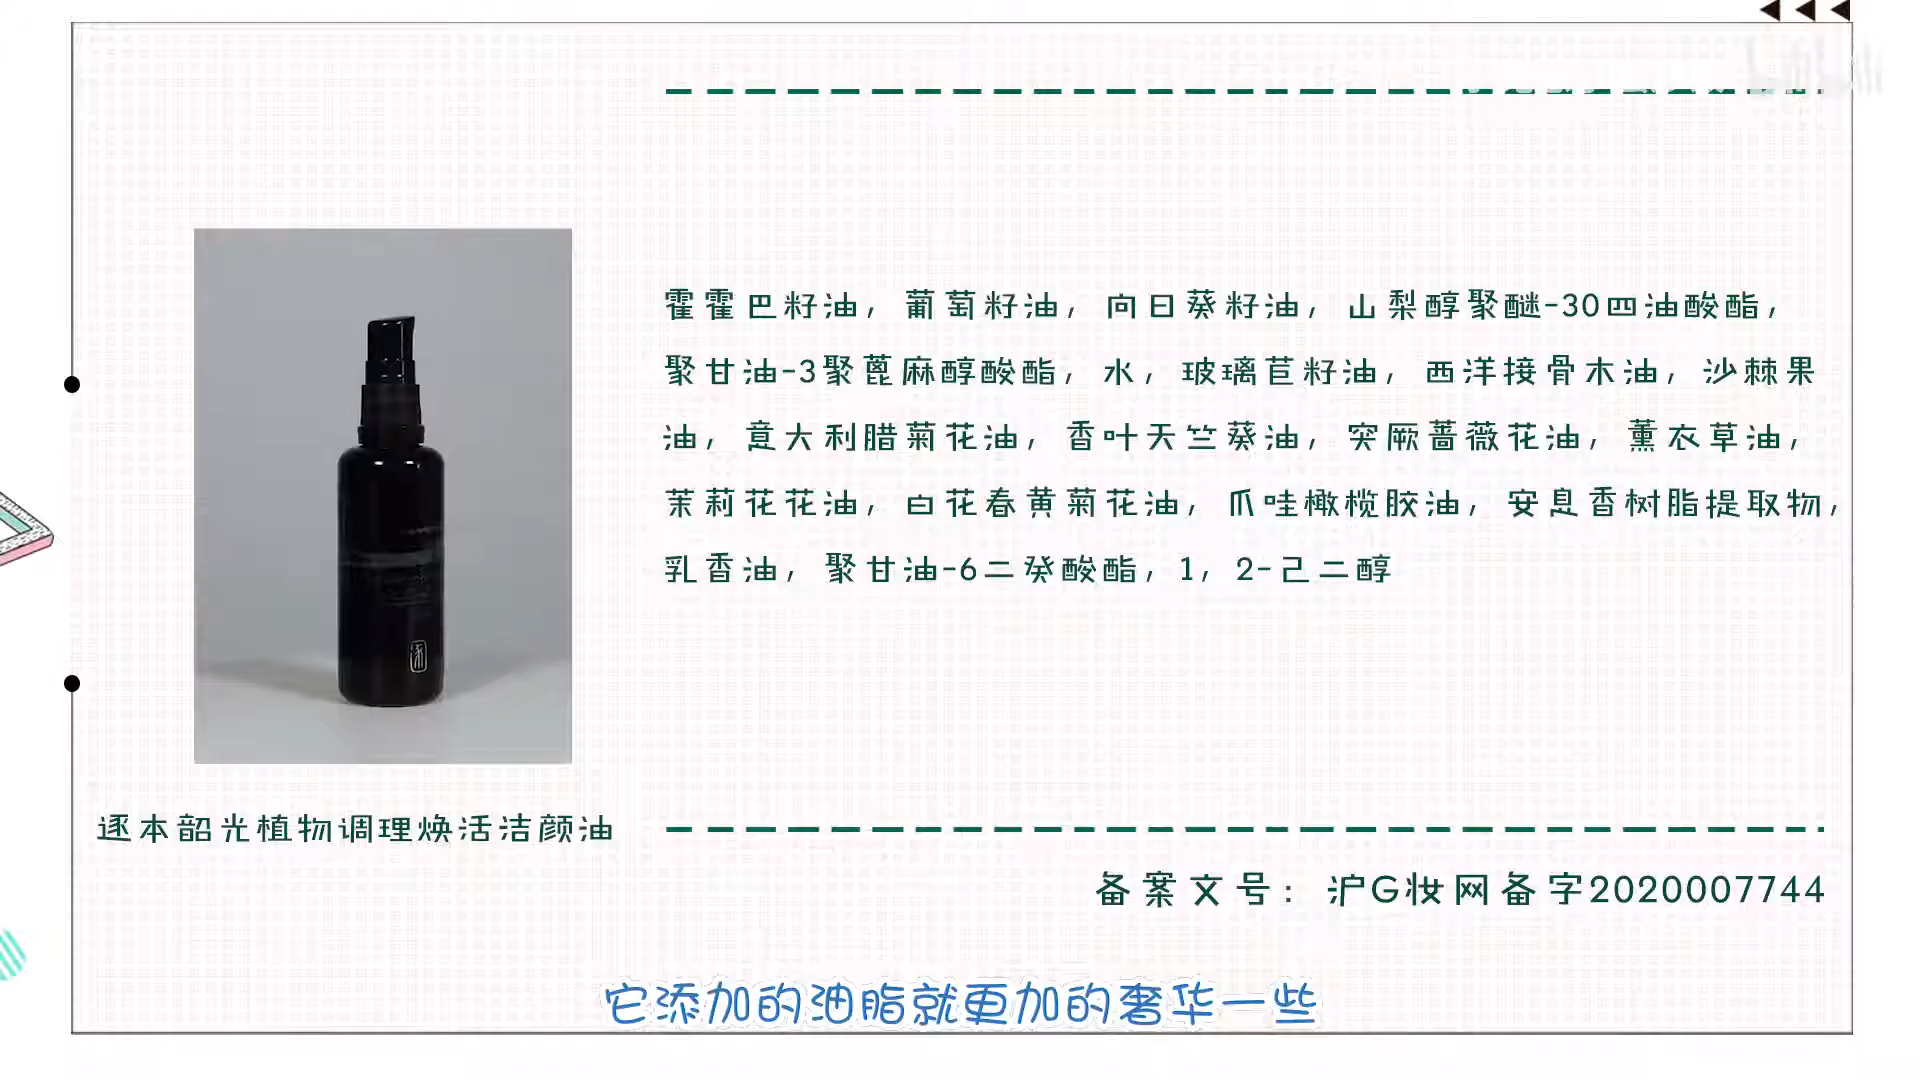 霍霍巴籽油，葡萄籽油，向日葵籽油，山梨醇聚醚-30四油酸酯，
聚甘油-3聚蓖麻醇酸酯，水，玻璃苣籽油，西洋接骨木油，沙棘果
油，意大利腊菊花油，香叶天竺葵油，突厥蔷薇花油，薰衣草油，
茉莉花花油，白花春黄菊花油，爪哇橄榄胶油，安息香树脂提取物，
乳香油，聚甘油-6二癸酸酯，1，2-己二醇
逐本韶光植物调理焕活洁颜油
备案文号：沪G妆网备字2020007744
它添加的油脂就更加的奢华一些